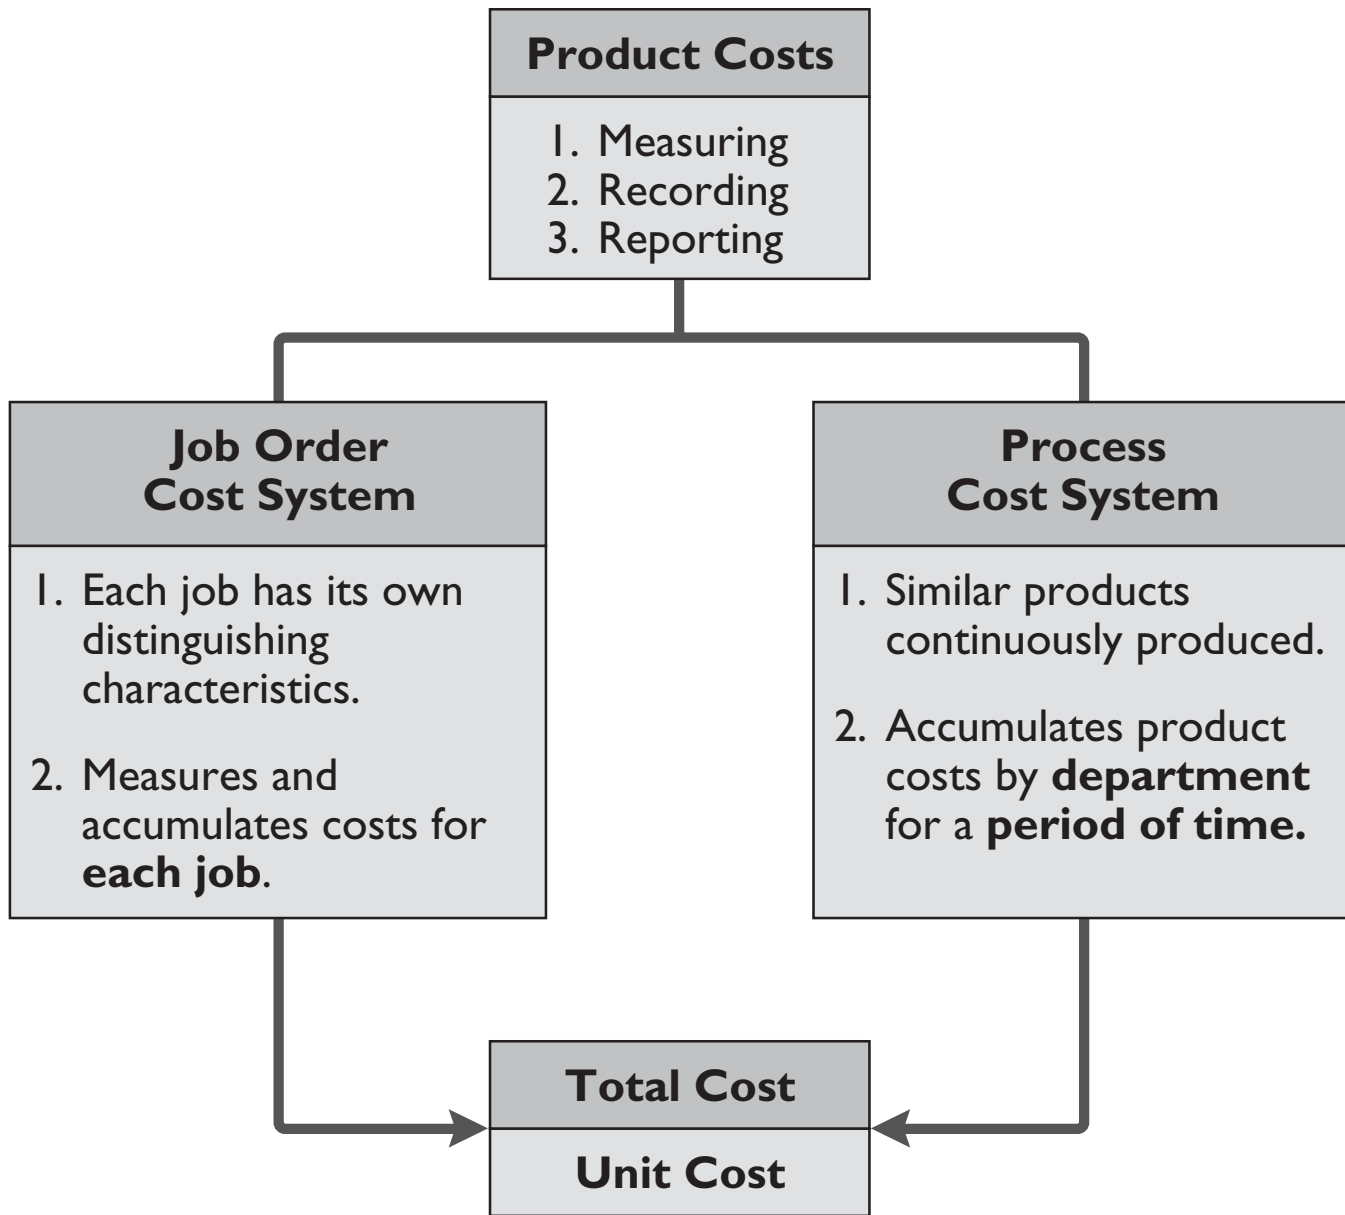 Product Costs
1. Measuring
2. Recording
3. Reporting
Job Order
Cost System
1. Each job has its own
distinguishing
characteristics.
2. Measures and
accumulates costs for
each job.
Process
Cost System
1. Similar products
continuously produced.
2. Accumulates product
costs by department
for a period of time.
Total Cost
Unit Cost